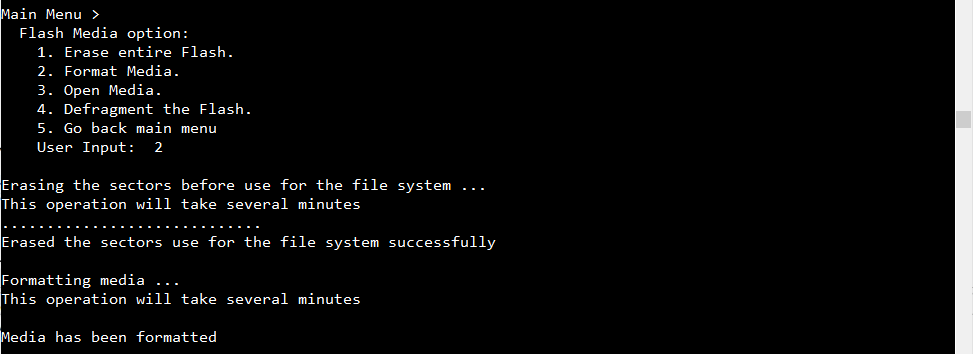 Main Menu >
Flash Media option:
1. Erase entire Flash.
2. Format Media.
3. Open Media.
4. Defragment the Flash.
5. Go back main menu
User Input:  2
Erasing the sectors before use for the file system ...
This operation will take several minutes
.............................
Erased the sectors use for the file system successfully
Formatting media ...
This operation will take several minutes
Media has been formatted